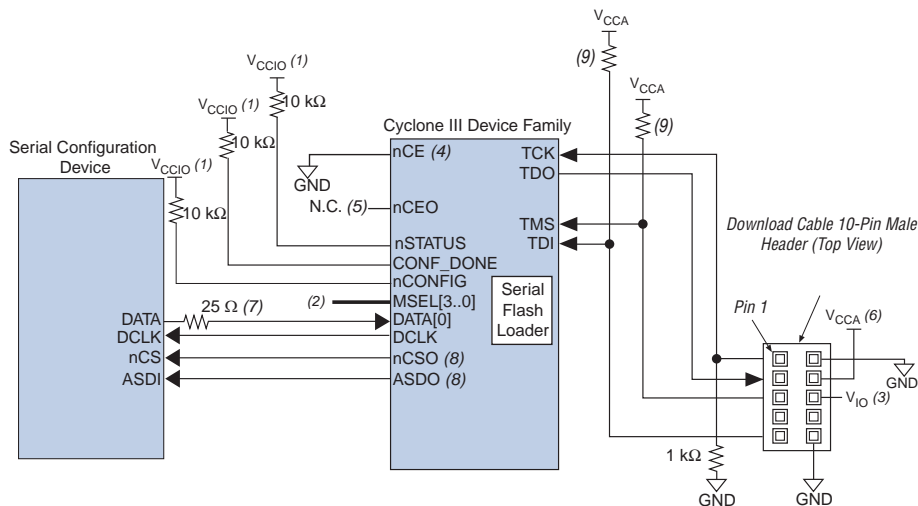 V_CCA
(9)
V_CCIO (1)
V_CCA
10 kΩ
V_CCIO (1)
(9)
10 kΩ
Cyclone III Device Family
Serial Configuration
Device
V_CCIO (1)
10 kΩ
nCE (4)
TCK
GND
TDO
N.C. (5)
nCEO
TMS
nSTATUS
TDI
CONF_DONE
nCONFIG
(2)
MSEL[3..0]
Serial
Flash
Loader
DATA
25 Ω (7)
DATA[0]
DCLK
DCLK
nCS
nCSO (8)
ASDI
ASDO (8)
Download Cable 10-Pin Male
Header (Top View)
Pin 1
V_CCA (6)
GND
V_IO (3)
1 kΩ
GND
GND